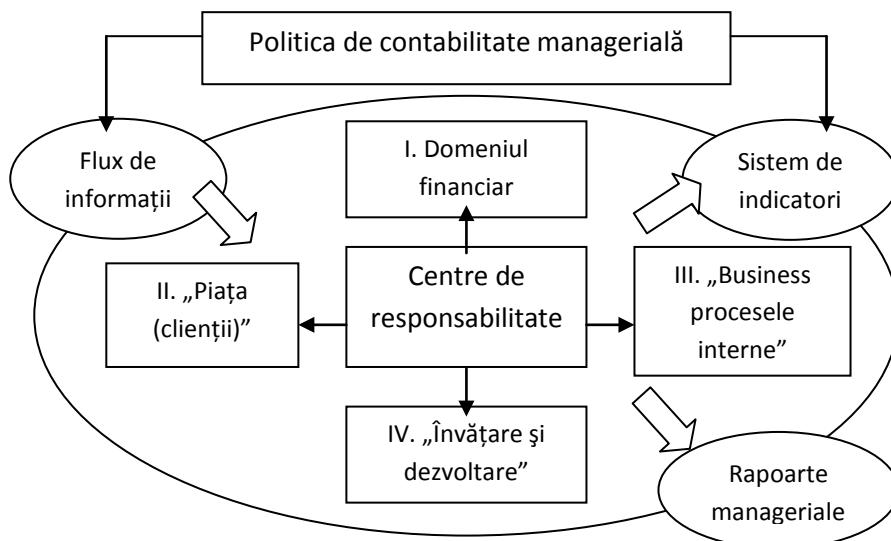 Politica de contabilitate managerială
Flux de
informații
I. Domeniul
financiar
Sistem de
indicatori
II. „Piața
(clienții)”
Centre de
responsabilitate
III. „Business
procesele
interne”
IV. „Învățare şi
dezvoltare”
Rapoarte
manageriale